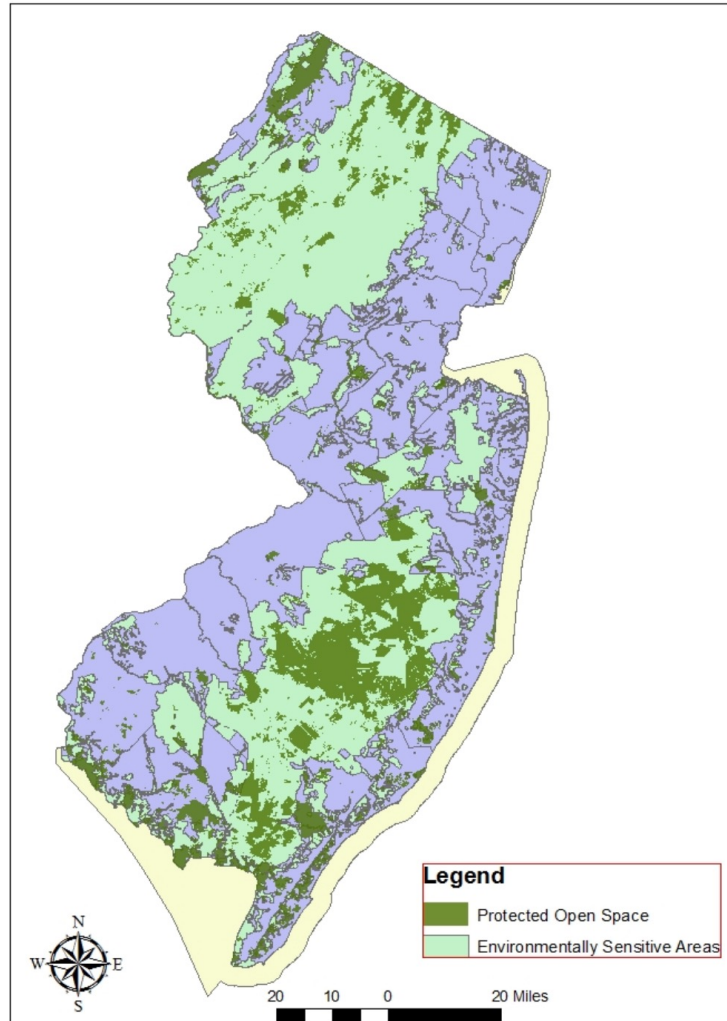 Legend
Protected Open Space
Environmentally Sensitive Areas
N
W E
S
20 10 0 20 Miles